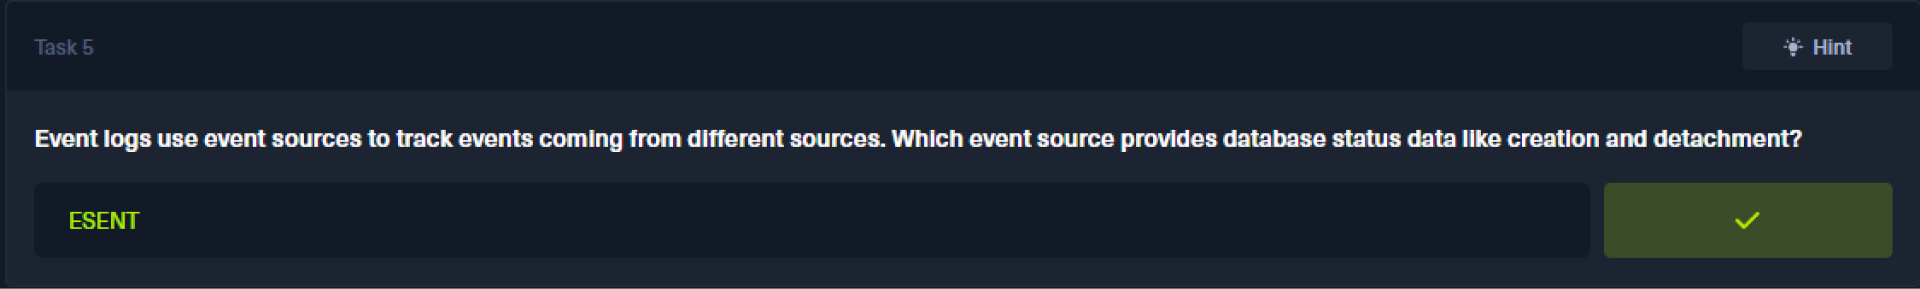 Task 5
Hint
Event logs use event sources to track events coming from different sources. Which event source provides database status data like creation and detachment?
ESENT